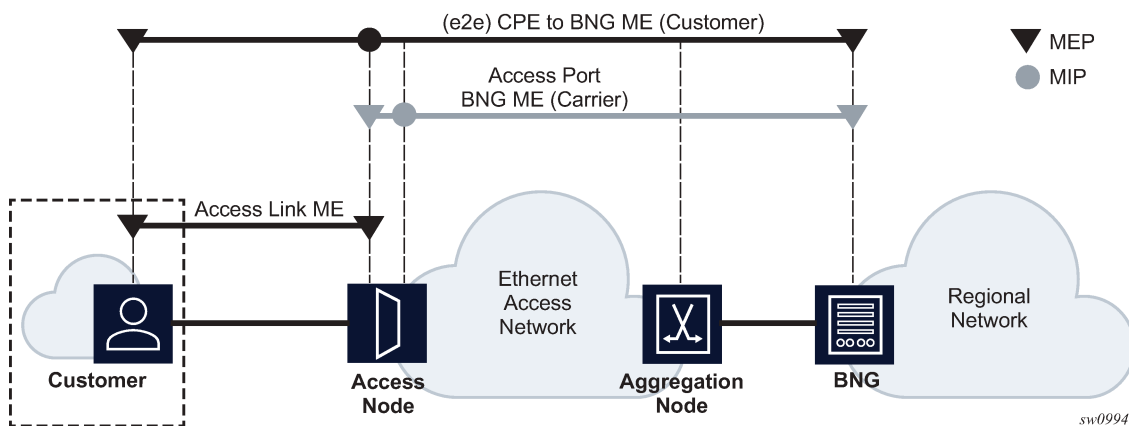 (e2e) CPE to BNG ME (Customer)
MEP
MIP
Access Port
BNG ME (Carrier)
Access Link ME
Ethernet
Access
Network
Regional
Network
Customer
Access
Node
Aggregation
Node
BNG
sw0994